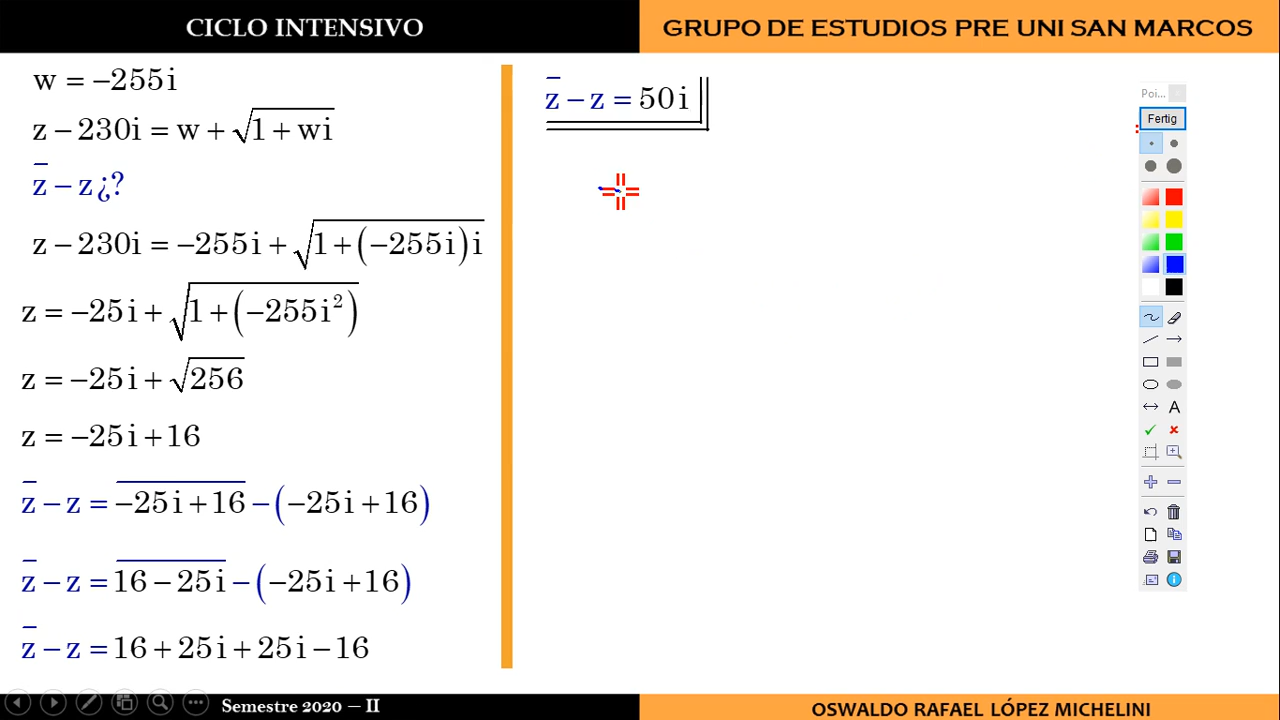 CICLO INTENSIVO
GRUPO DE ESTUDIOS PRE UNI SAN MARCOS
w = −255i
z − 230i = w + √(1 + wi)
z̄ − z¿?
z − 230i = −255i + √(1 + (−255i)i)
z = −25i + √(1 + (−255i²))
z = −25i + √256
z = −25i + 16
z̄ − z = \overline{−25i + 16} − (−25i + 16)
z̄ − z = \overline{16 − 25i} − (−25i + 16)
z̄ − z = 16 + 25i + 25i − 16
z̄ − z = 50i
Poi...
Fertig
A
Semestre 2020 – II
OSWALDO RAFAEL LÓPEZ MICHELINI